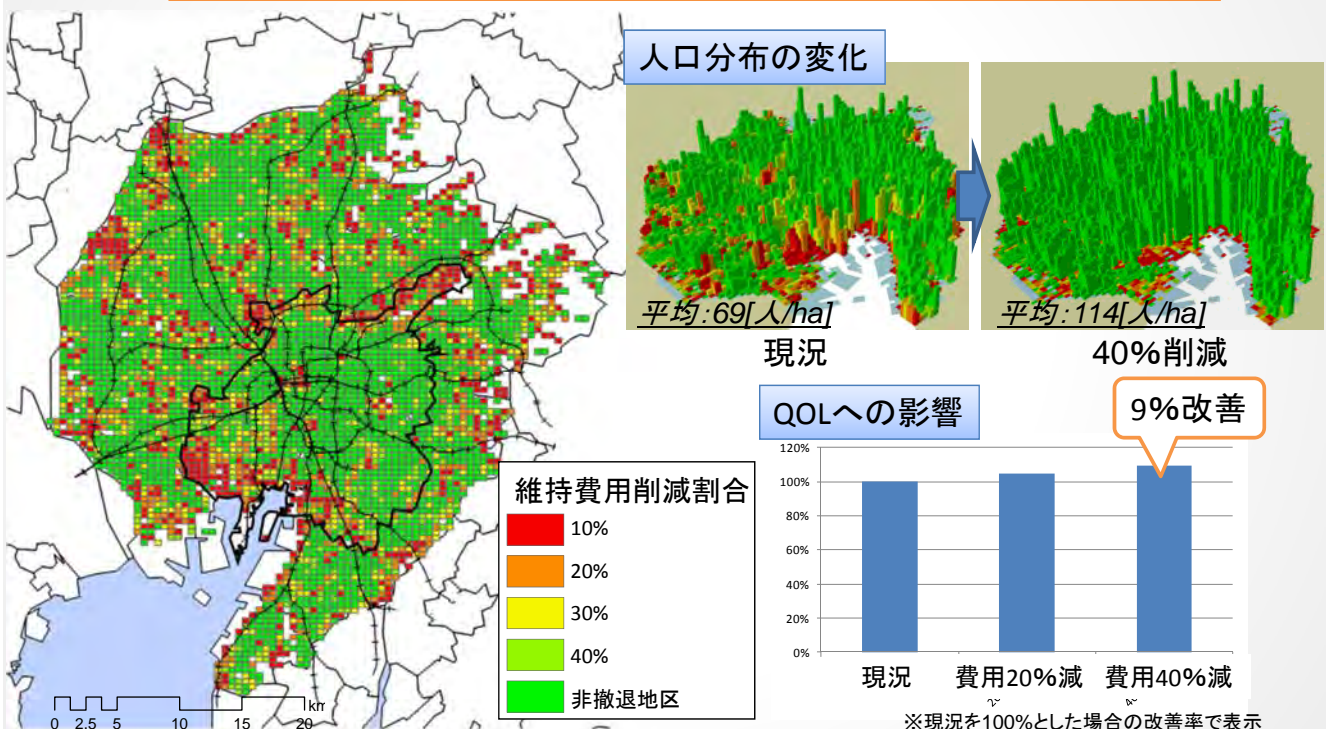 人口分布の変化
平均:69[人/ha]
平均:114[人/ha]
現況
40%削減
QOLへの影響
9%改善
120%
100%
80%
60%
40%
20%
0%
現況
費用20%減
費用40%減
※現況を100%とした場合の改善率で表示
維持費用削減割合
10%
20%
30%
40%
非撤退地区
km
0 2.5 5 10 15 20